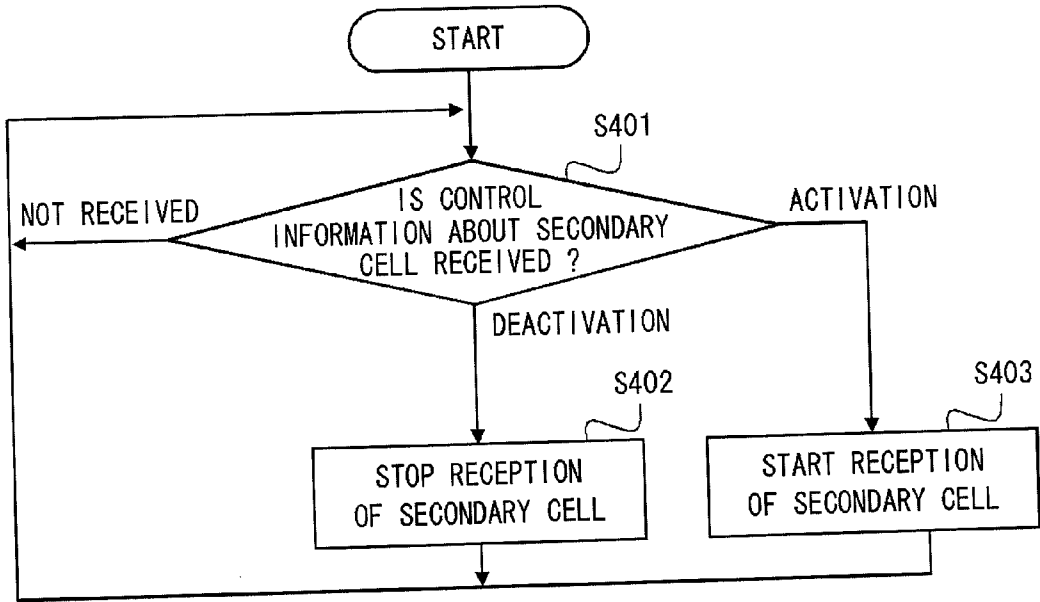 START
S401
IS CONTROL
INFORMATION ABOUT SECONDARY
CELL RECEIVED ?
NOT RECEIVED
ACTIVATION
DEACTIVATION
S402
STOP RECEPTION
OF SECONDARY CELL
S403
START RECEPTION
OF SECONDARY CELL